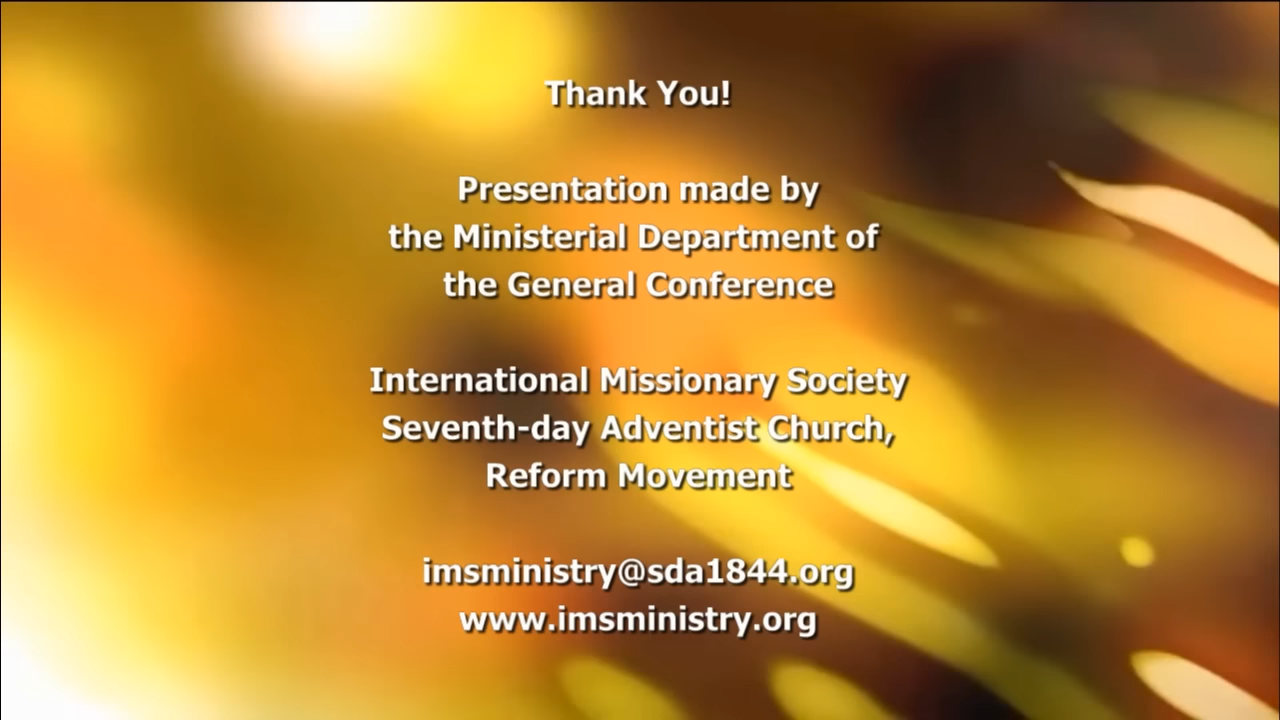 Thank You!
Presentation made by
the Ministerial Department of
the General Conference
International Missionary Society
Seventh-day Adventist Church,
Reform Movement
imsministry@sda1844.org
www.imsministry.org